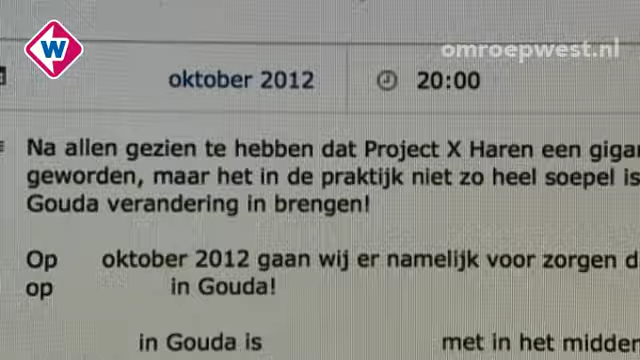 W
omroepwest.nl
oktober 2012 20:00
Na allen gezien te hebben dat Project X Haren een
geworden, maar het in de praktijk niet zo heel soepel is
Gouda verandering in brengen!
Op oktober 2012 gaan wij er namelijk voor zorgen
op in Gouda!
in Gouda is met in het